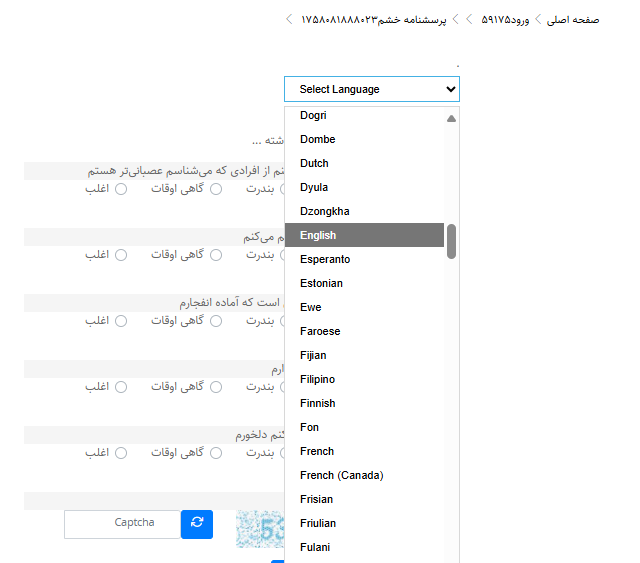 صفحه اصلی > ورود۵۹۱۷۵ > > پرسشنامه خشم۱۷۵۸۰۸۱۸۸۸۰۲۳ >
Select Language
Dogri
Dombe
Dutch
Dyula
Dzongkha
English
Esperanto
Estonian
Ewe
Faroese
Fijian
Filipino
Finnish
Fon
French
French (Canada)
Frisian
Friulian
Fulani
... شته
نم از افرادی که می‌شناسم عصبانی‌تر هستم
بندرت گاهی اوقات اغلب
م می‌کنم
بندرت گاهی اوقات اغلب
است که آماده انفجارم
بندرت گاهی اوقات اغلب
ارم
بندرت گاهی اوقات اغلب
کنم دلخورم
بندرت گاهی اوقات اغلب
Captcha
53